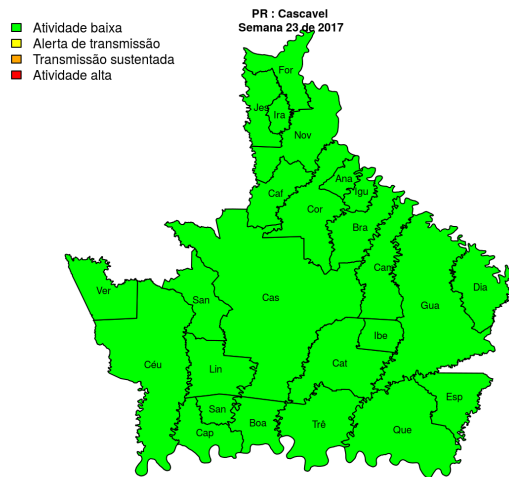 PR : Cascavel
Semana 23 de 2017
Atividade baixa
Alerta de transmissão
Transmissão sustentada
Atividade alta
For
Jes
Ira
Nov
Ana
Igu
Caf
Cor
Bra
Can
Dia
Ver
San
Cas
Gua
Ibe
Céu
Lin
Cat
Esp
San
Boa
Trê
Cap
Que